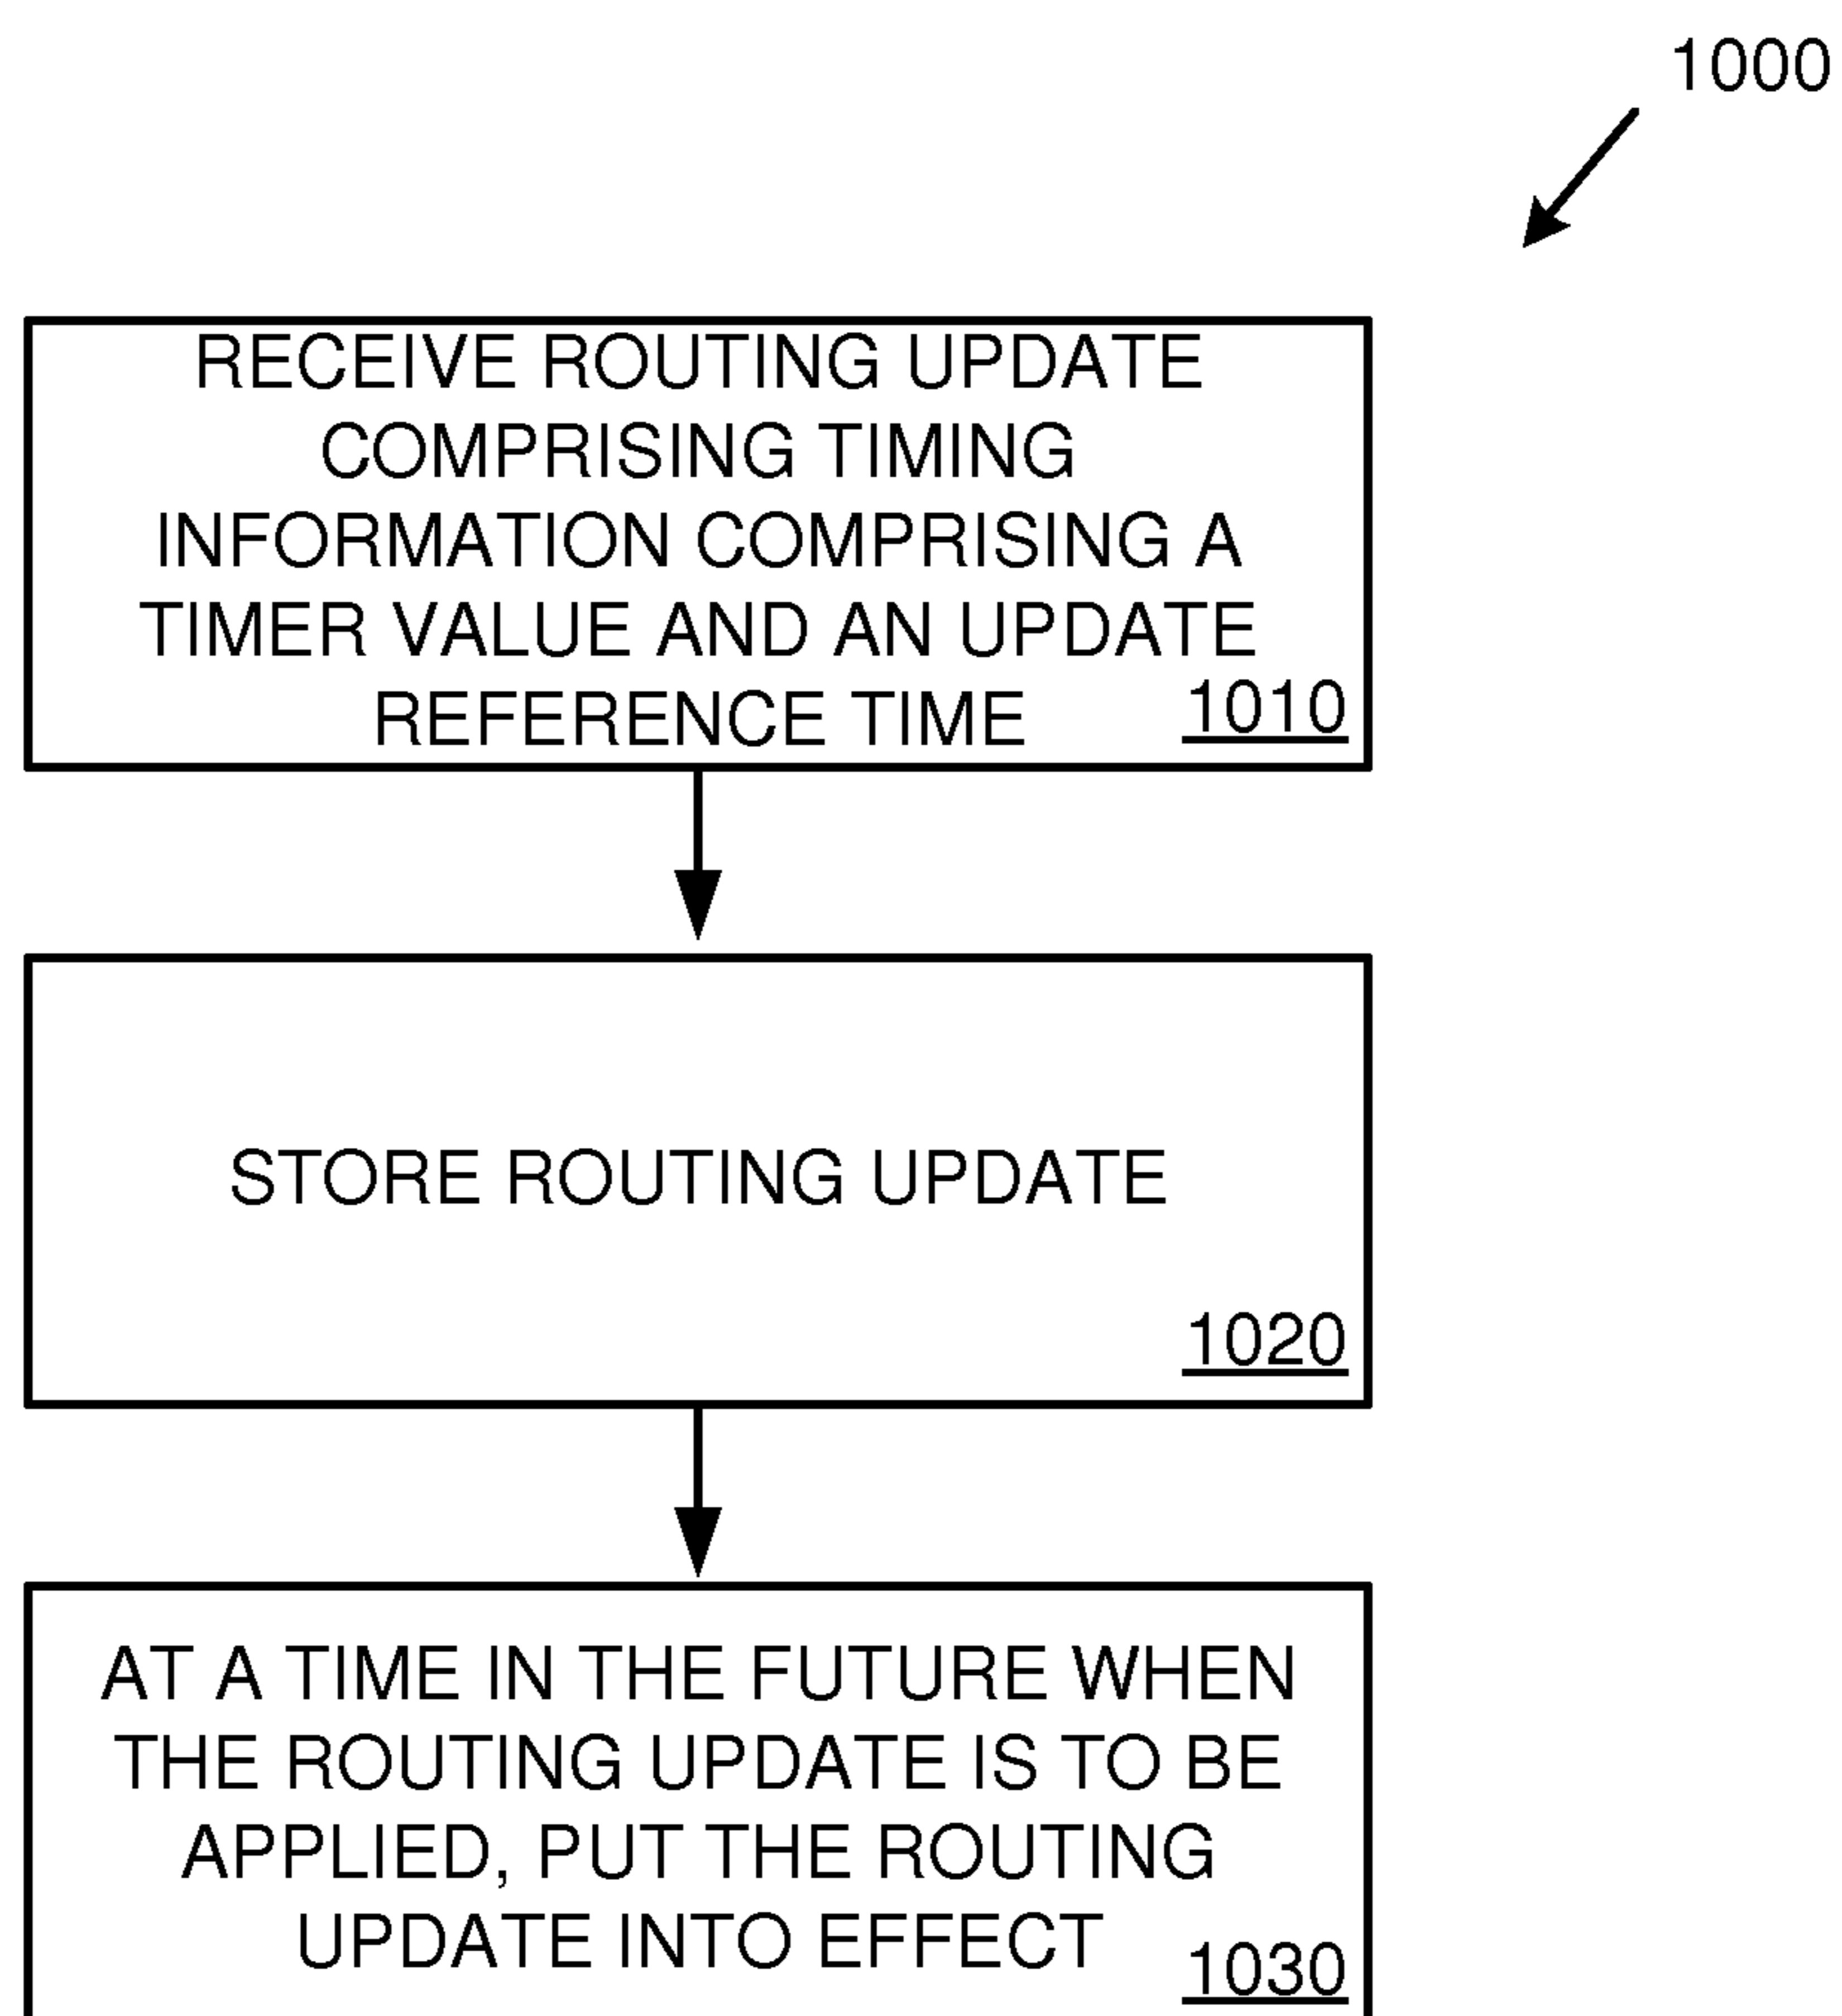 1000
RECEIVE ROUTING UPDATE
COMPRISING TIMING
INFORMATION COMPRISING A
TIMER VALUE AND AN UPDATE
REFERENCE TIME
1010
STORE ROUTING UPDATE
1020
AT A TIME IN THE FUTURE WHEN
THE ROUTING UPDATE IS TO BE
APPLIED, PUT THE ROUTING
UPDATE INTO EFFECT
1030